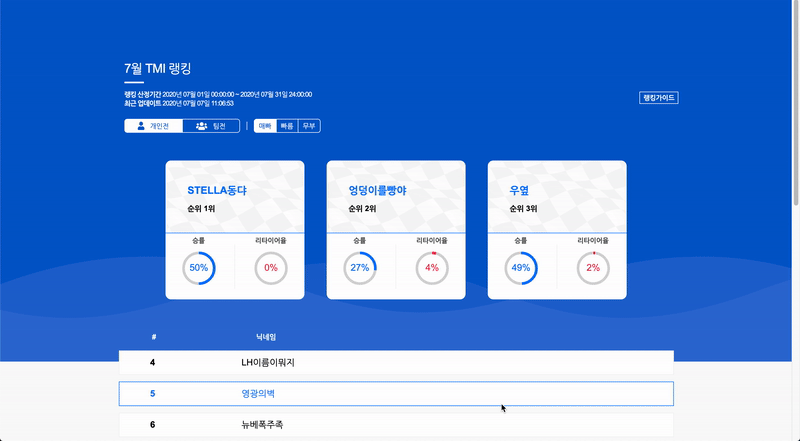 7월 TMI 랭킹
랭킹 산정기간 2020년 07월 01일 00:00:00 ~ 2020년 07월 31일 24:00:00
최근 업데이트 2020년 07월 07일 11:06:53
랭킹가이드
개인전 팀전 | 매빠 빠름 무부
STELLA동댜 엉덩이를빵야 우옆
순위 1위 순위 2위 순위 3위
승률 리타이어율 승률 리타이어율 승률 리타이어율
50% 0% 27% 4% 49% 2%
# 닉네임
4 LH이름이뭐지
5 영광의벽
6 뉴베폭주족